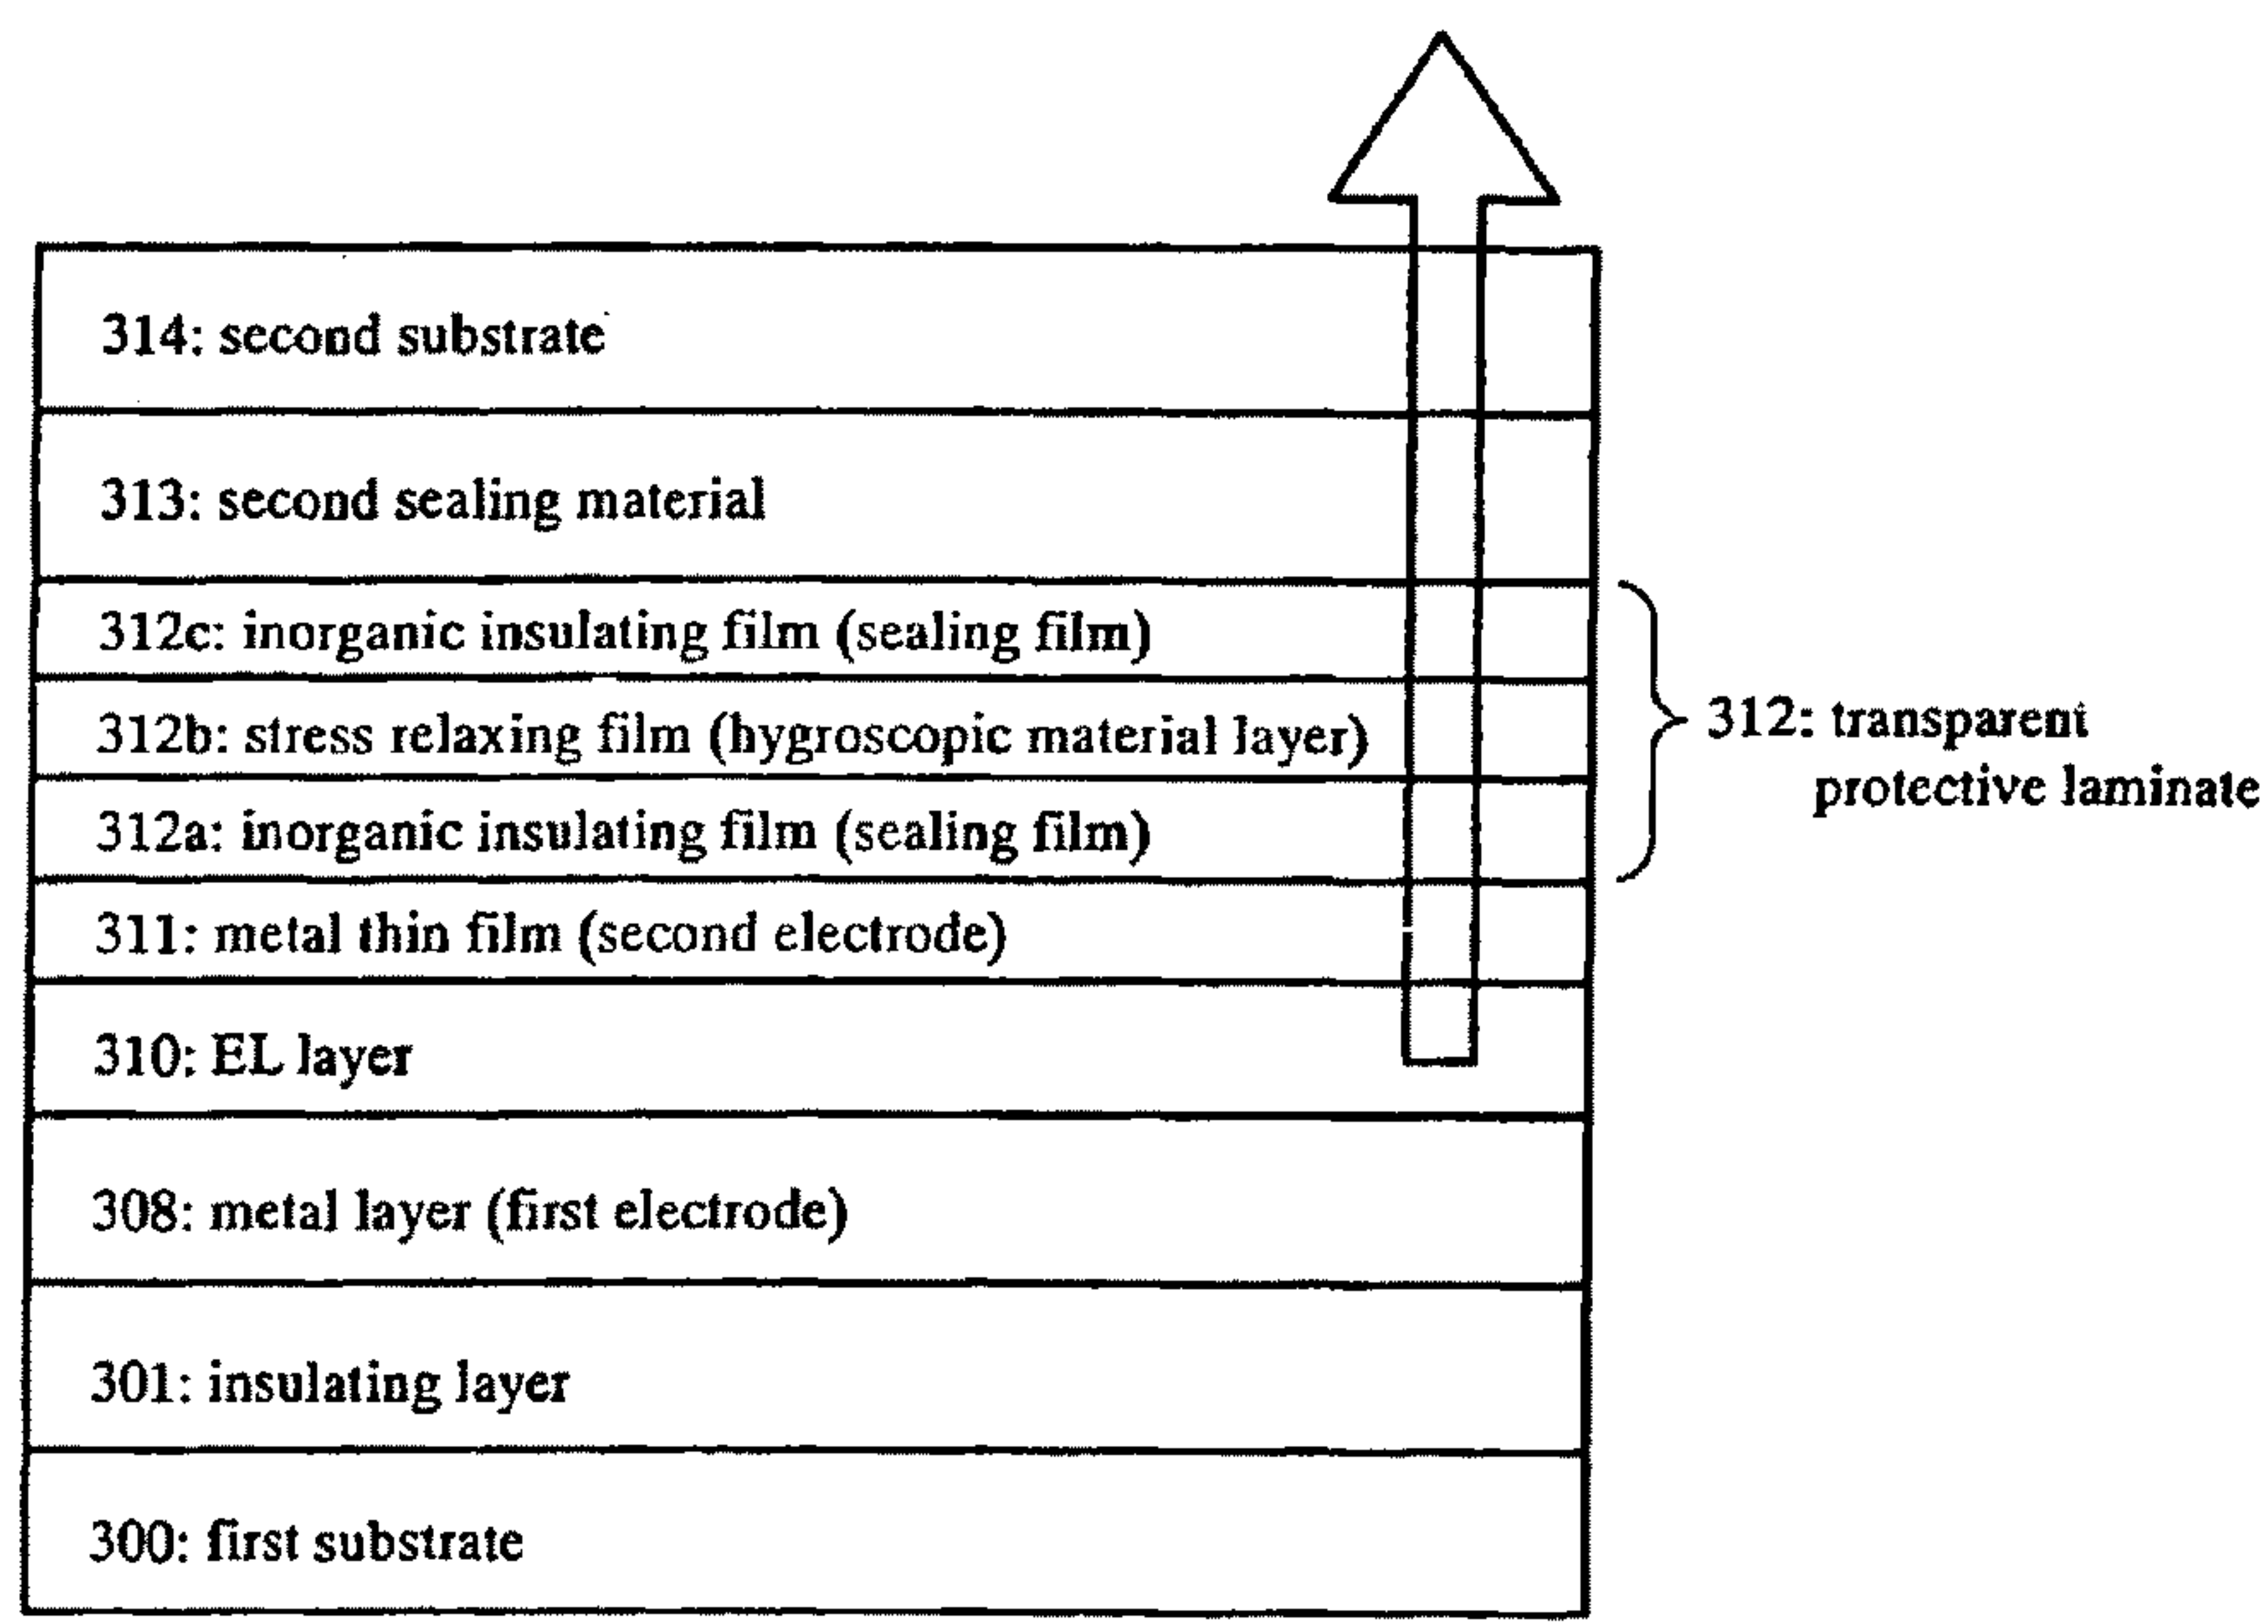 314: second substrate
313: second sealing material
312c: inorganic insulating film (sealing film)
312b: stress relaxing film (hygroscopic material layer)
312: transparent
protective laminate
312a: inorganic insulating film (sealing film)
311: metal thin film (second electrode)
310: EL layer
308: metal layer (first electrode)
301: insulating layer
300: first substrate